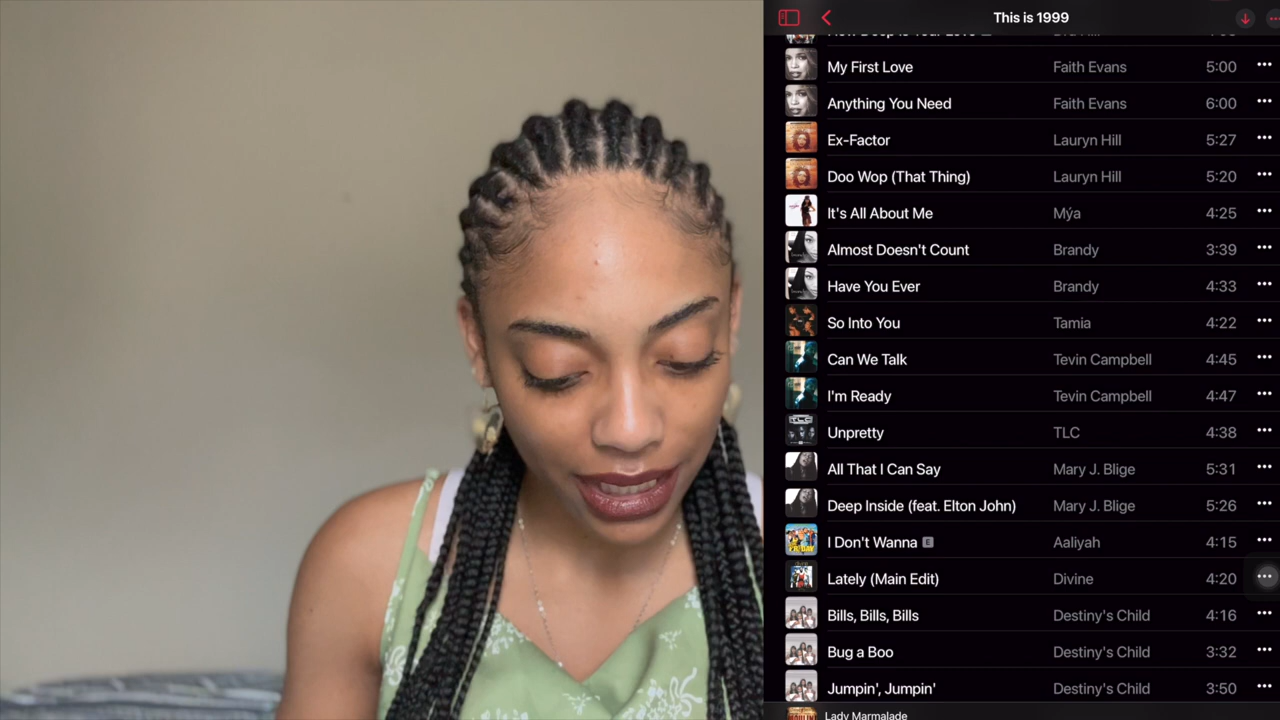 This is 1999
My First Love Faith Evans 5:00
Anything You Need Faith Evans 6:00
Ex-Factor Lauryn Hill 5:27
Doo Wop (That Thing) Lauryn Hill 5:20
It's All About Me Mýa 4:25
Almost Doesn't Count Brandy 3:39
Have You Ever Brandy 4:33
So Into You Tamia 4:22
Can We Talk Tevin Campbell 4:45
I'm Ready Tevin Campbell 4:47
Unpretty TLC 4:38
All That I Can Say Mary J. Blige 5:31
Deep Inside (feat. Elton John) Mary J. Blige 5:26
I Don't Wanna E Aaliyah 4:15
Lately (Main Edit) Divine 4:20
Bills, Bills, Bills Destiny's Child 4:16
Bug a Boo Destiny's Child 3:32
Jumpin', Jumpin' Destiny's Child 3:50
Lady Marmalade